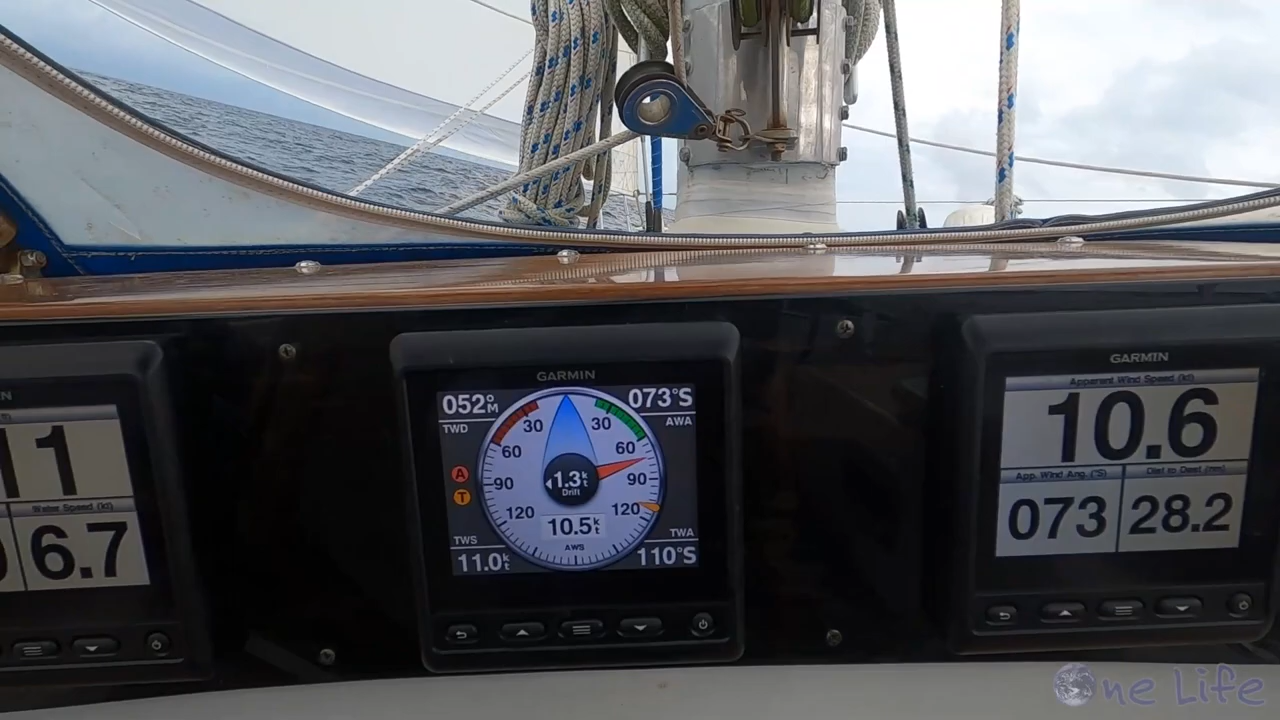 GARMIN
052°M
TWD
073°S
AWA
30 30
60 60
90 90
120 120
A
T
1.3kt
Drift
10.5kt
AWS
TWS
11.0kt
TWA
110°S
11
Water Speed (kt)
6.7
GARMIN
Apparent Wind Speed (kt)
10.6
App. Wind Ang. (°S)
073
Dist to Dest (nm)
28.2
One Life